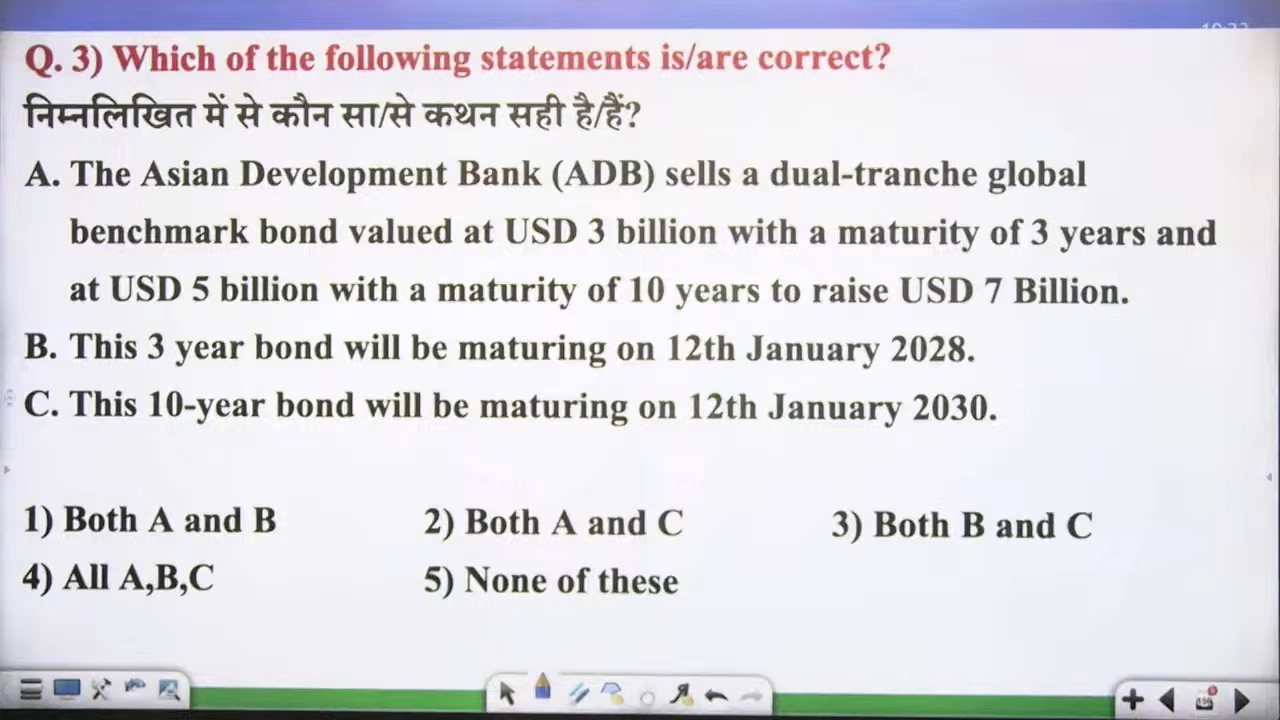 Q. 3) Which of the following statements is/are correct?
निम्नलिखित में से कौन सा/से कथन सही है/हैं?
A. The Asian Development Bank (ADB) sells a dual-tranche global
benchmark bond valued at USD 3 billion with a maturity of 3 years and
at USD 5 billion with a maturity of 10 years to raise USD 7 Billion.
B. This 3 year bond will be maturing on 12th January 2028.
C. This 10-year bond will be maturing on 12th January 2030.
1) Both A and B 2) Both A and C 3) Both B and C
4) All A,B,C 5) None of these